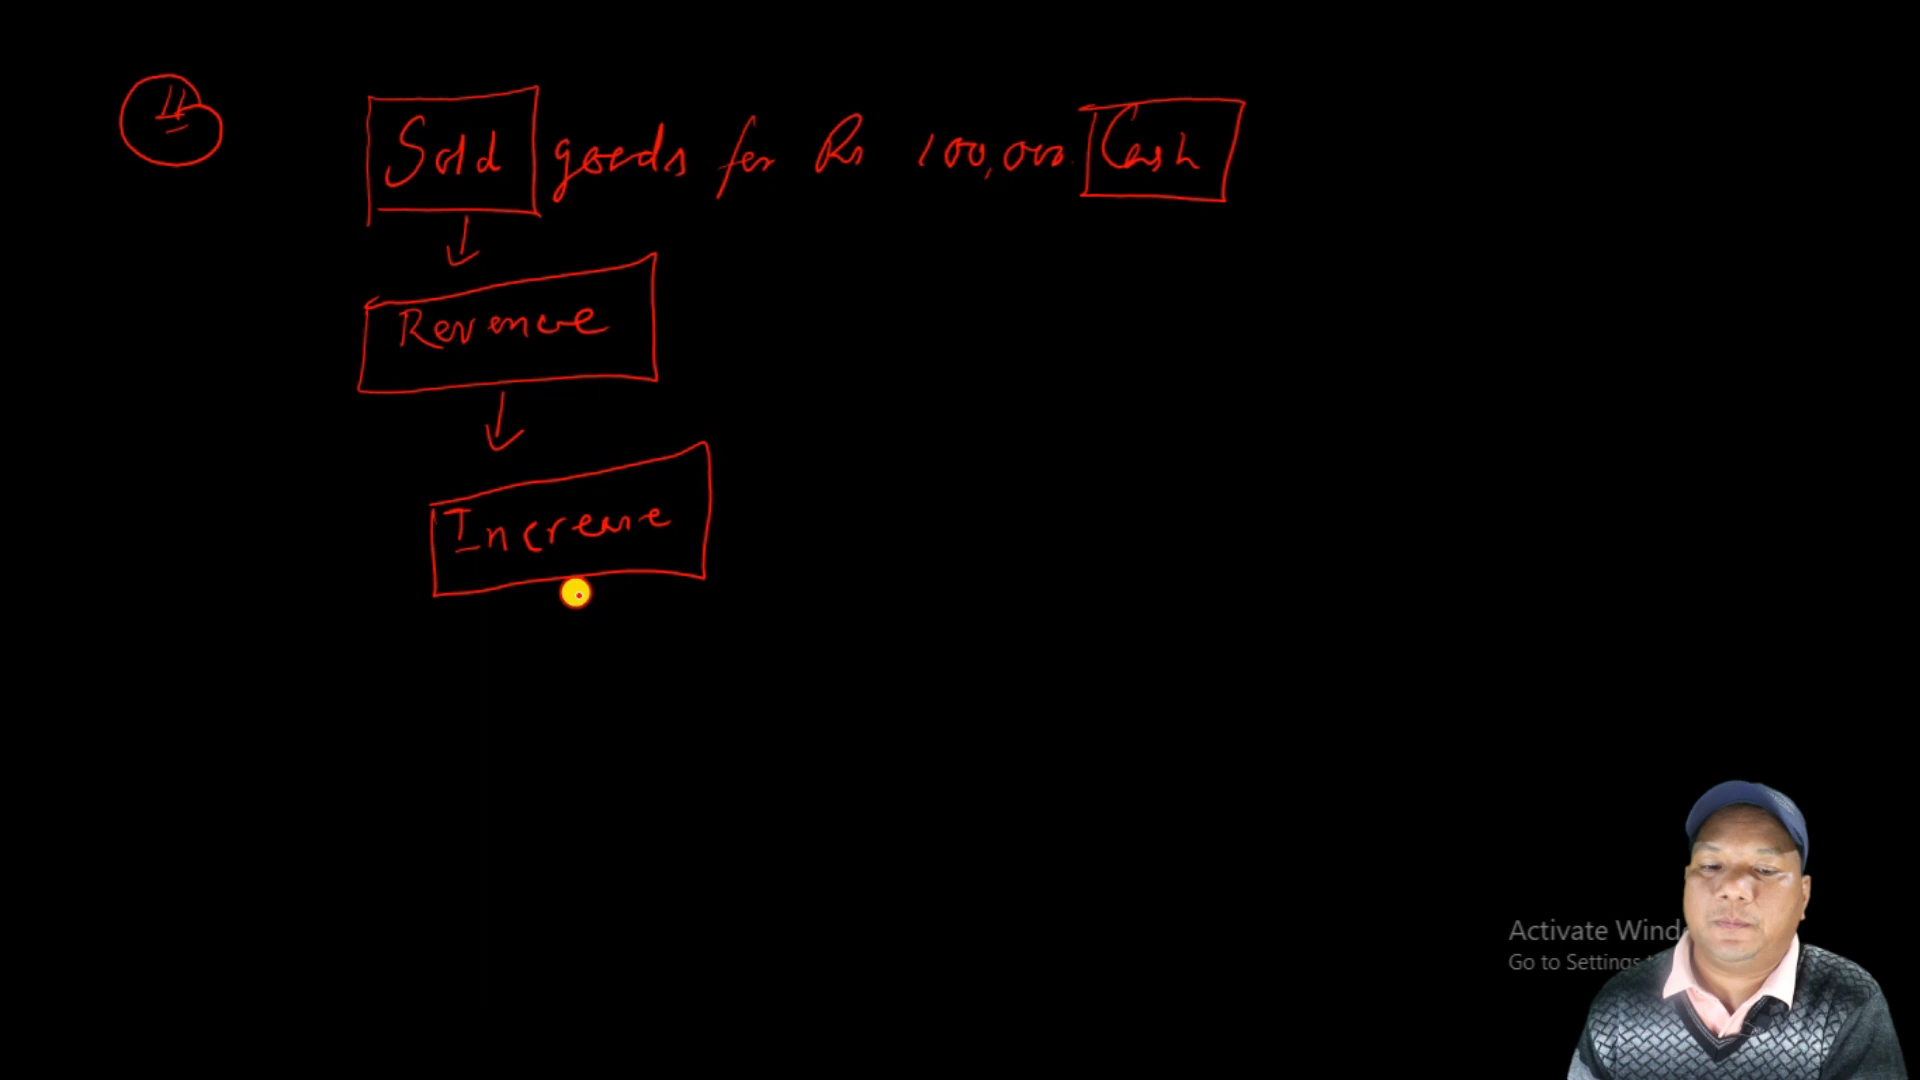 Sold goods for Rs 100,000 Cash
Revenue
Increase
Activate Wind
Go to Settings